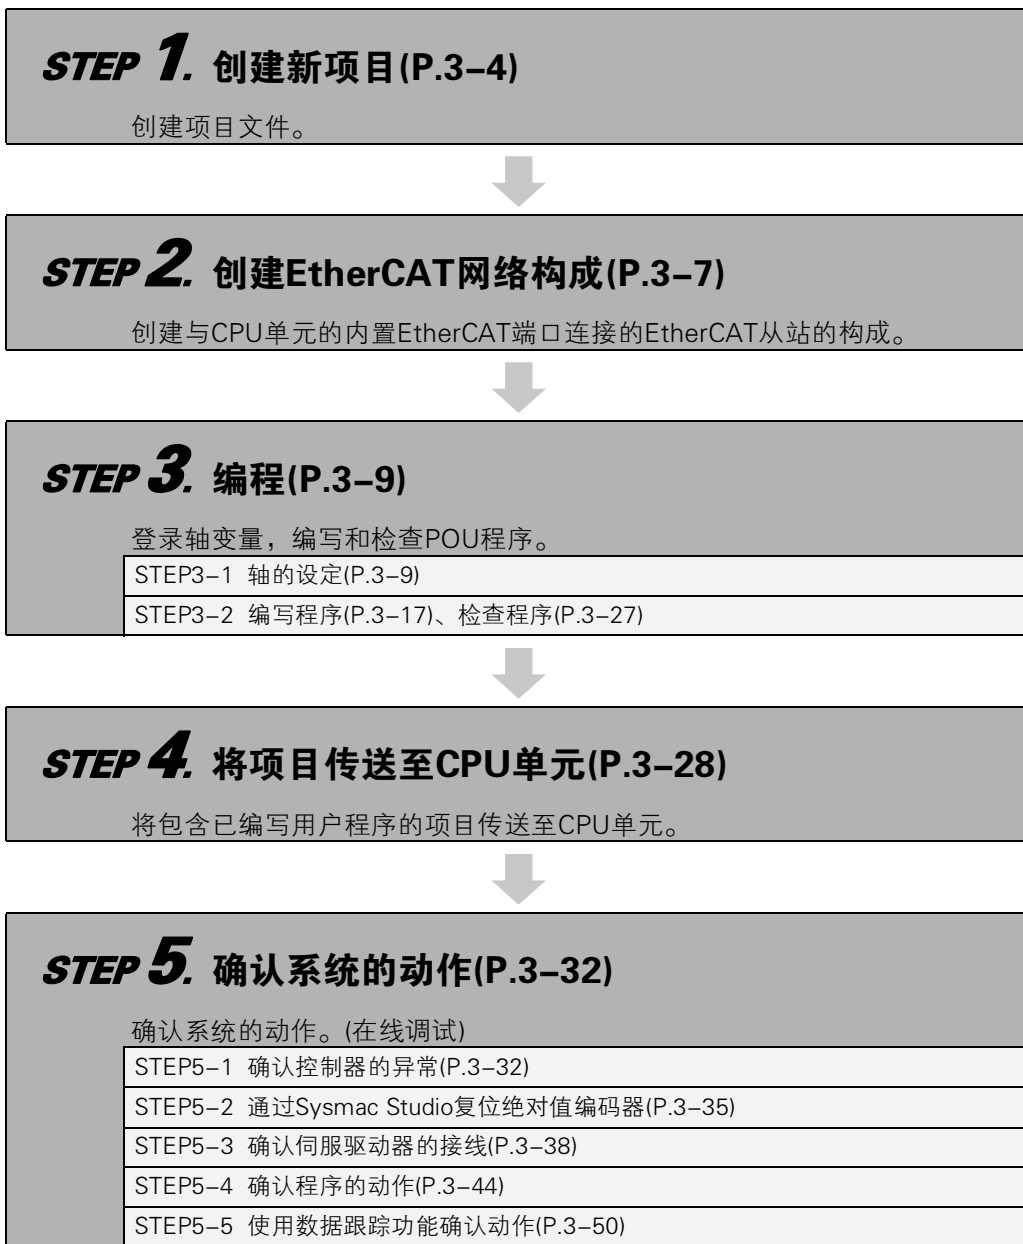 STEP 1. 创建新项目(P.3–4)
创建项目文件。
STEP 2. 创建EtherCAT网络构成(P.3–7)
创建与CPU单元的内置EtherCAT端口连接的EtherCAT从站的构成。
STEP 3. 编程(P.3–9)
登录轴变量，编写和检查POU程序。
STEP3–1 轴的设定(P.3–9)
STEP3–2 编写程序(P.3–17)、检查程序(P.3–27)
STEP 4. 将项目传送至CPU单元(P.3–28)
将包含已编写用户程序的项目传送至CPU单元。
STEP 5. 确认系统的动作(P.3–32)
确认系统的动作。(在线调试)
STEP5–1 确认控制器的异常(P.3–32)
STEP5–2 通过Sysmac Studio复位绝对值编码器(P.3–35)
STEP5–3 确认伺服驱动器的接线(P.3–38)
STEP5–4 确认程序的动作(P.3–44)
STEP5–5 使用数据跟踪功能确认动作(P.3–50)